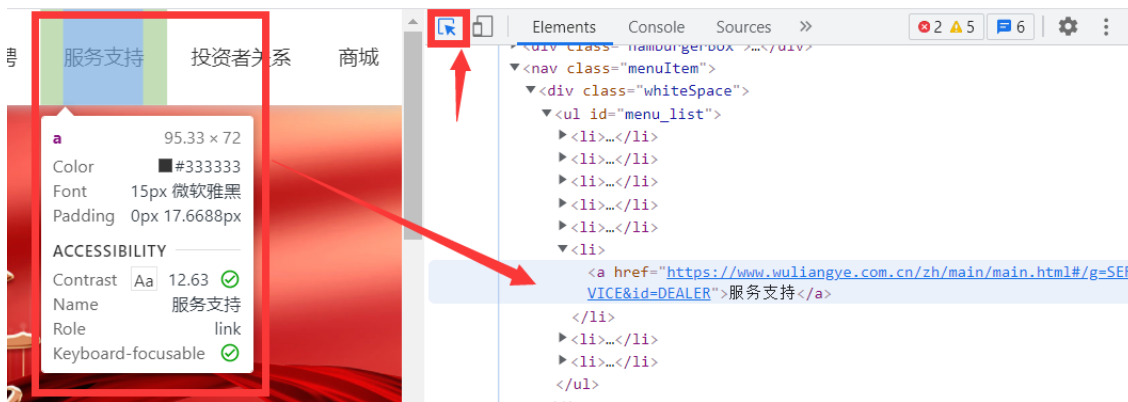 聘 服务支持 投资者关系 商城
a 95.33 × 72
Color #333333
Font 15px 微软雅黑
Padding 0px 17.6688px
ACCESSIBILITY
Contrast Aa 12.63
Name 服务支持
Role link
Keyboard-focusable
Elements Console Sources » 2 5 6
<div class="hamburgerBox">…</div>
▼<nav class="menuItem">
▼<div class="whiteSpace">
▼<ul id="menu_list">
▶<li>…</li>
▶<li>…</li>
▶<li>…</li>
▶<li>…</li>
▶<li>…</li>
▼<li>
<a href="https://www.wuliangye.com.cn/zh/main/main.html#/g=SER
VICE&id=DEALER">服务支持</a>
</li>
▶<li>…</li>
▶<li>…</li>
</ul>